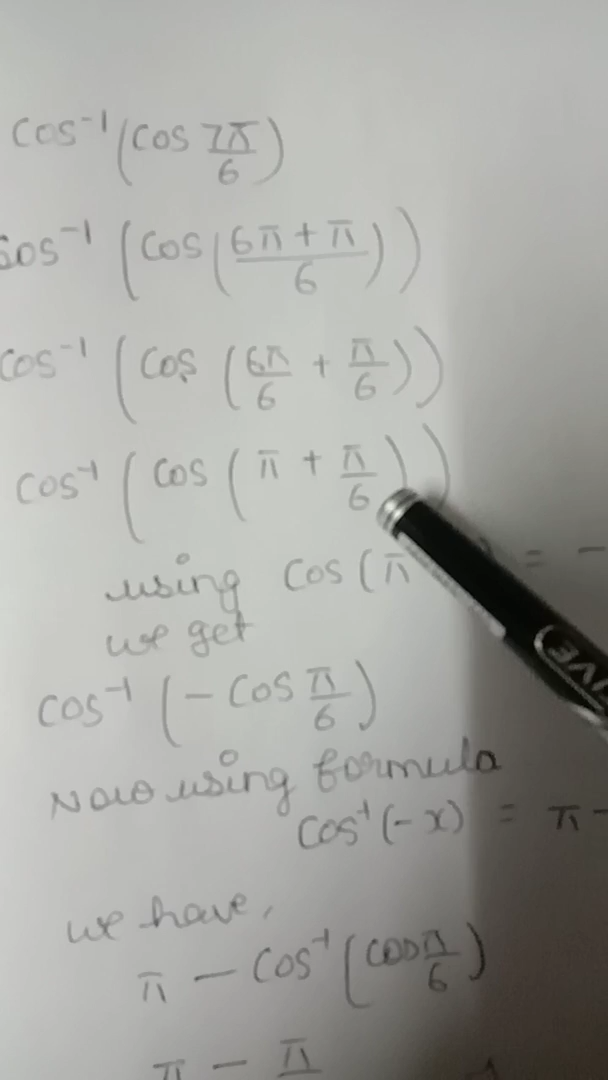 cos⁻¹(cos 7π/6)
cos⁻¹(cos((6π + π)/6))
cos⁻¹(cos(6π/6 + π/6))
cos⁻¹(cos(π + π/6))
using cos(π = -
we get
cos⁻¹(- cos π/6)
Now using formula
cos⁻¹(-x) = π -
we have,
π - cos⁻¹(cos π/6)
π - π